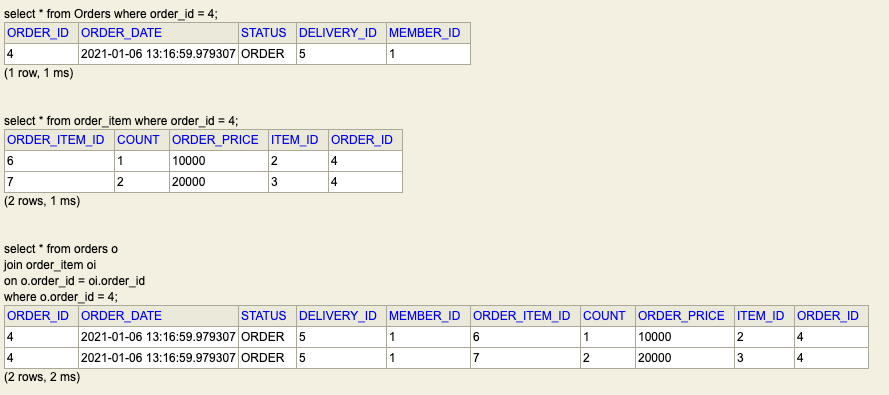 select * from Orders where order_id = 4;
ORDER_ID ORDER_DATE STATUS DELIVERY_ID MEMBER_ID
4 2021-01-06 13:16:59.979307 ORDER 5 1
(1 row, 1 ms)
select * from order_item where order_id = 4;
ORDER_ITEM_ID COUNT ORDER_PRICE ITEM_ID ORDER_ID
6 1 10000 2 4
7 2 20000 3 4
(2 rows, 1 ms)
select * from orders o
join order_item oi
on o.order_id = oi.order_id
where o.order_id = 4;
ORDER_ID ORDER_DATE STATUS DELIVERY_ID MEMBER_ID ORDER_ITEM_ID COUNT ORDER_PRICE ITEM_ID ORDER_ID
4 2021-01-06 13:16:59.979307 ORDER 5 1 6 1 10000 2 4
4 2021-01-06 13:16:59.979307 ORDER 5 1 7 2 20000 3 4
(2 rows, 2 ms)